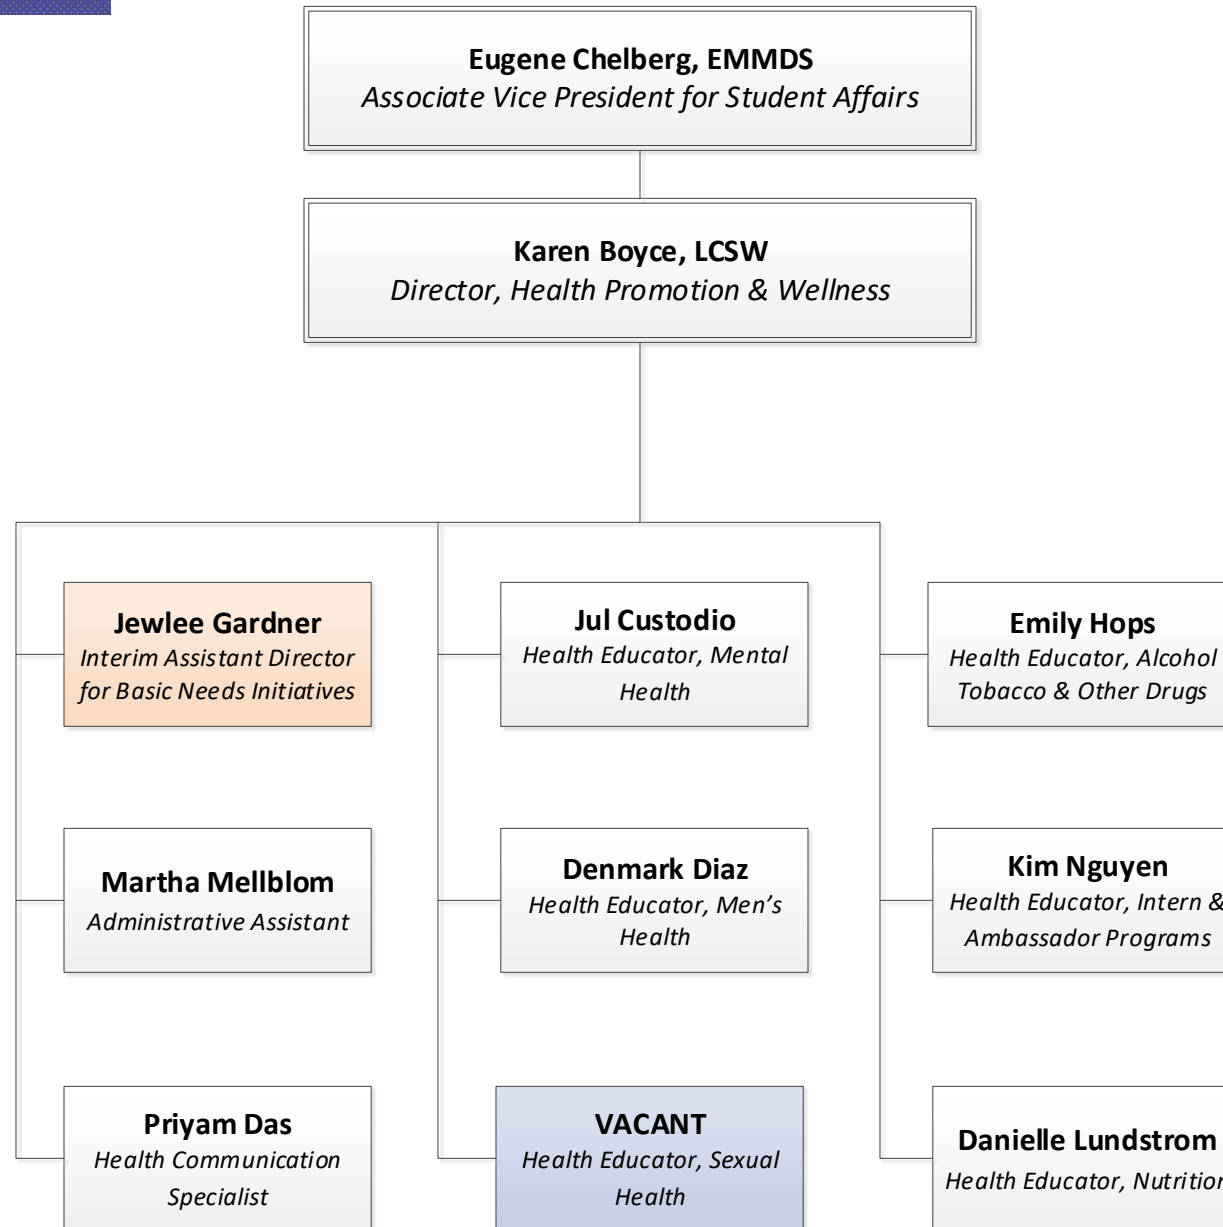 Eugene Chelberg, EMMDS
Associate Vice President for Student Affairs
Karen Boyce, LCSW
Director, Health Promotion & Wellness
Jewlee Gardner
Interim Assistant Director
for Basic Needs Initiatives
Jul Custodio
Health Educator, Mental
Health
Emily Hops
Health Educator, Alcohol
Tobacco & Other Drugs
Martha Mellblom
Administrative Assistant
Denmark Diaz
Health Educator, Men’s
Health
Kim Nguyen
Health Educator, Intern &
Ambassador Programs
Priyam Das
Health Communication
Specialist
VACANT
Health Educator, Sexual
Health
Danielle Lundstrom
Health Educator, Nutrition